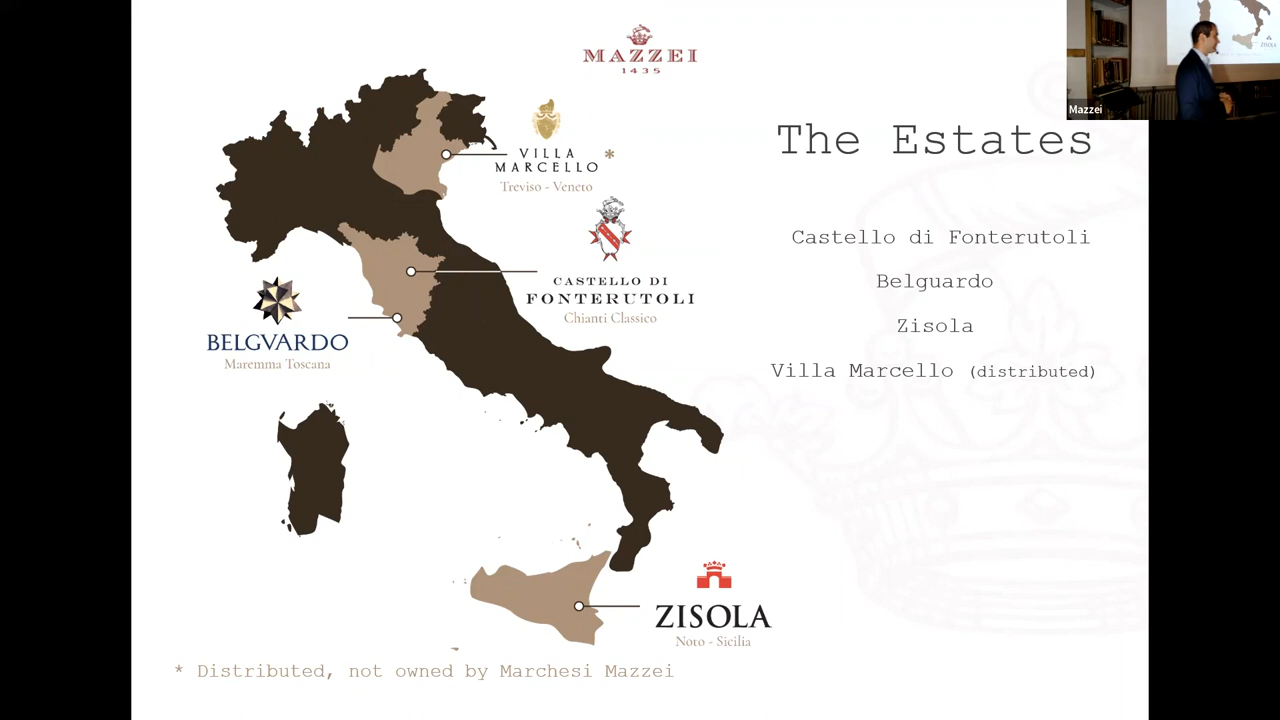 MAZZEI
1435
Mazzei
The Estates
VILLA
MARCELLO *
Treviso - Veneto
Castello di Fonterutoli
Belguardo
Zisola
Villa Marcello (distributed)
CASTELLO DI
FONTERUTOLI
Chianti Classico
BELGVARDO
Maremma Toscana
ZISOLA
Noto - Sicilia
* Distributed, not owned by Marchesi Mazzei
ZISOLA